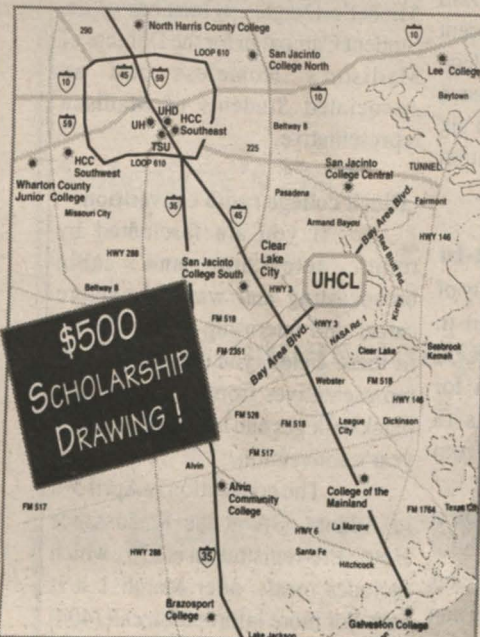 290
North Harris County College
10
LOOP 610
San Jacinto
College North
Lee College
Baytown
10
45
59
10
UHD
UH
HCC
Southeast
TSU
Beltway 8
59
HCC
Southwest
LOOP 610
225
San Jacinto
College Central
TUNNEL
Wharton County
Junior College
Missouri City
Pasadena
Fairmont
35
45
Armand Bayou
Bay Area Blvd.
HWY 146
HWY 288
San Jacinto
College South
Clear
Lake
City
Red Bluff Rd.
UHCL
HWY 3
Kirby
Beltway 8
FM 518
HWY 3
NASA Rd. 1
Seabrook
Kemah
$500
SCHOLARSHIP
DRAWING !
FM 2351
Bay Area Blvd.
Clear Lake
Webster
FM 518
HWY 146
FM 528
FM 518
League
City
Dickinson
FM 517
Alvin
Alvin
Community
College
College of the
Mainland
FM 517
FM 1764
Texas City
HWY 6
La Marque
HWY 288
35
Santa Fe
Hitchcock
Brazosport
College
Galveston College
Lake Jackson